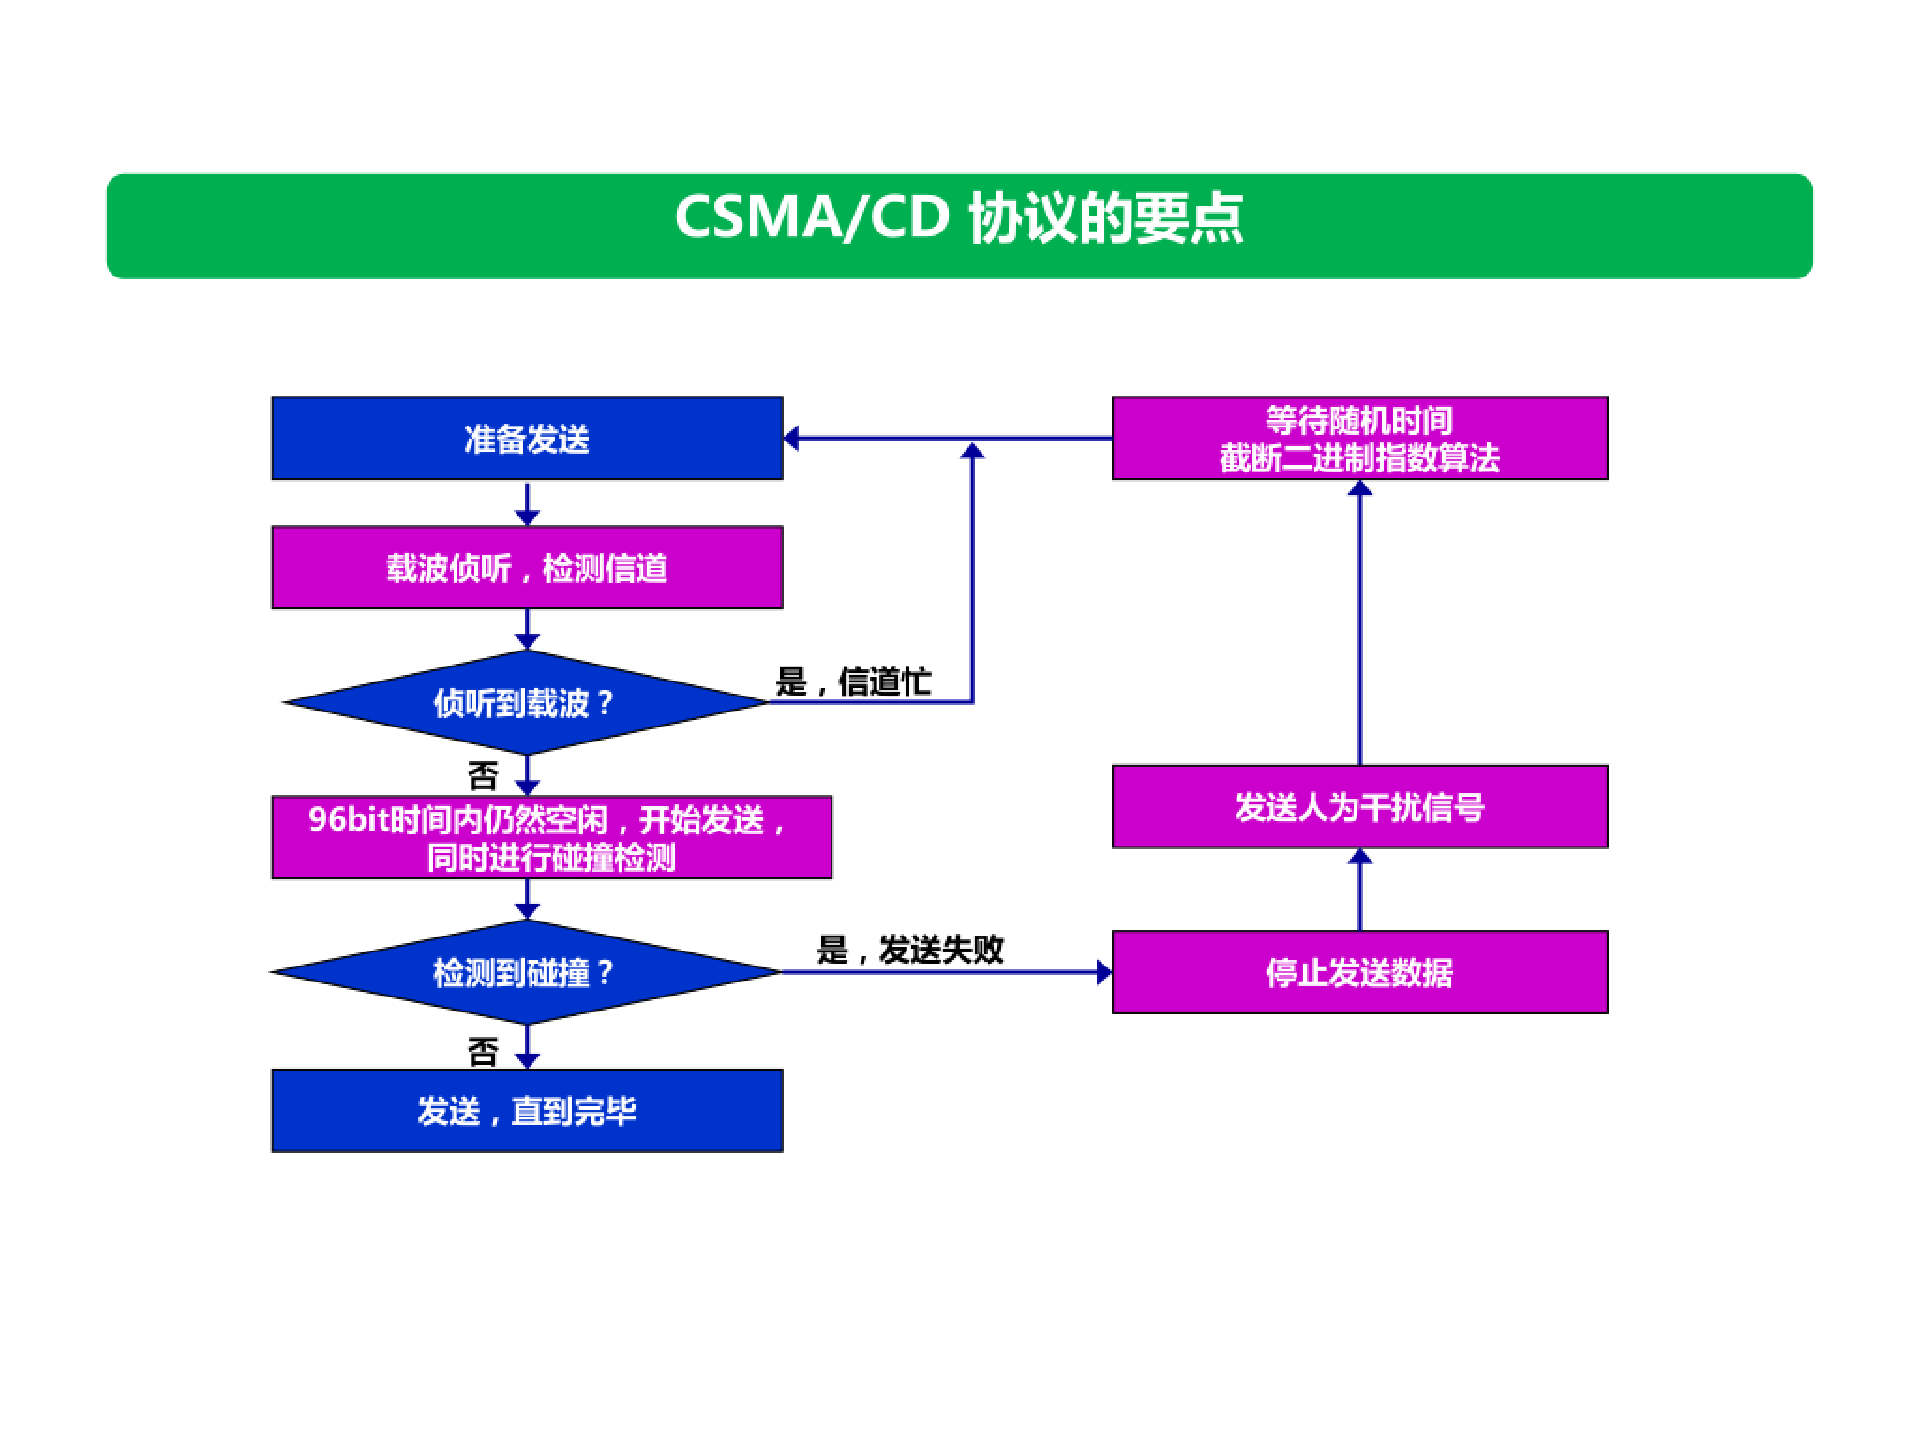 CSMA/CD 协议的要点
准备发送
载波侦听，检测信道
侦听到载波？
是，信道忙
否
96bit时间内仍然空闲，开始发送，
同时进行碰撞检测
检测到碰撞？
是，发送失败
否
发送，直到完毕
停止发送数据
发送人为干扰信号
等待随机时间
截断二进制指数算法